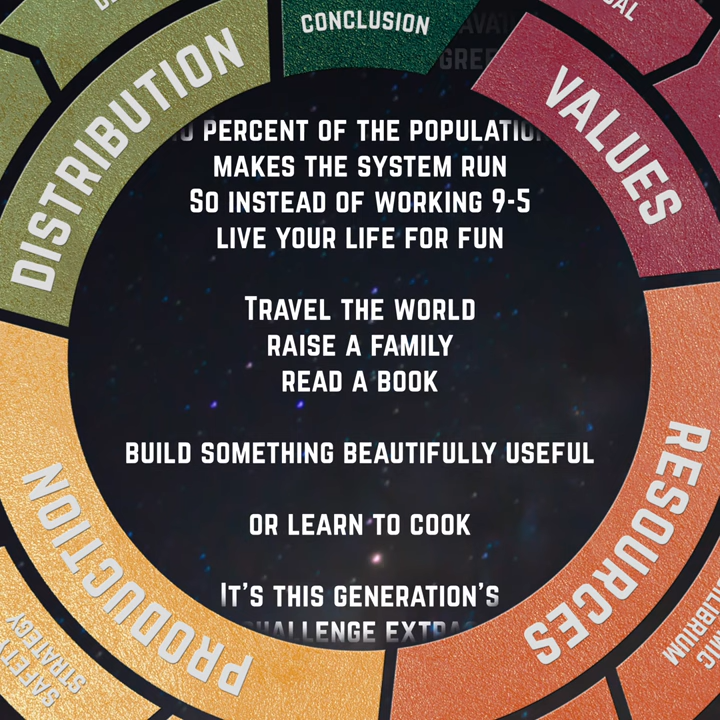 CONCLUSION
DISTRIBUTION
VALUES
PERCENT OF THE POPULATION
MAKES THE SYSTEM RUN
SO INSTEAD OF WORKING 9-5
LIVE YOUR LIFE FOR FUN
TRAVEL THE WORLD
RAISE A FAMILY
READ A BOOK
BUILD SOMETHING BEAUTIFULLY USEFUL
OR LEARN TO COOK
IT'S THIS GENERATION'S
CHALLENGE
PRODUCTION
RESOURCES
SAFETY
STRATEGY